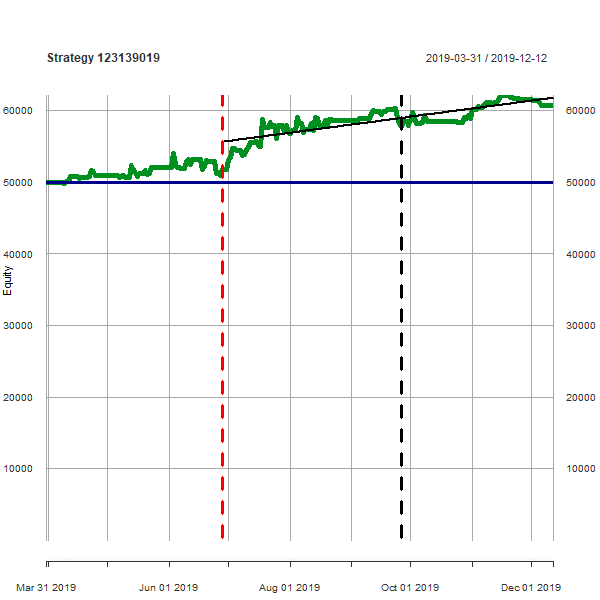 Strategy 123139019
2019-03-31 / 2019-12-12
60000
60000
50000
50000
40000
40000
Equity
30000
30000
20000
20000
10000
10000
Mar 31 2019
Jun 01 2019
Aug 01 2019
Oct 01 2019
Dec 01 2019